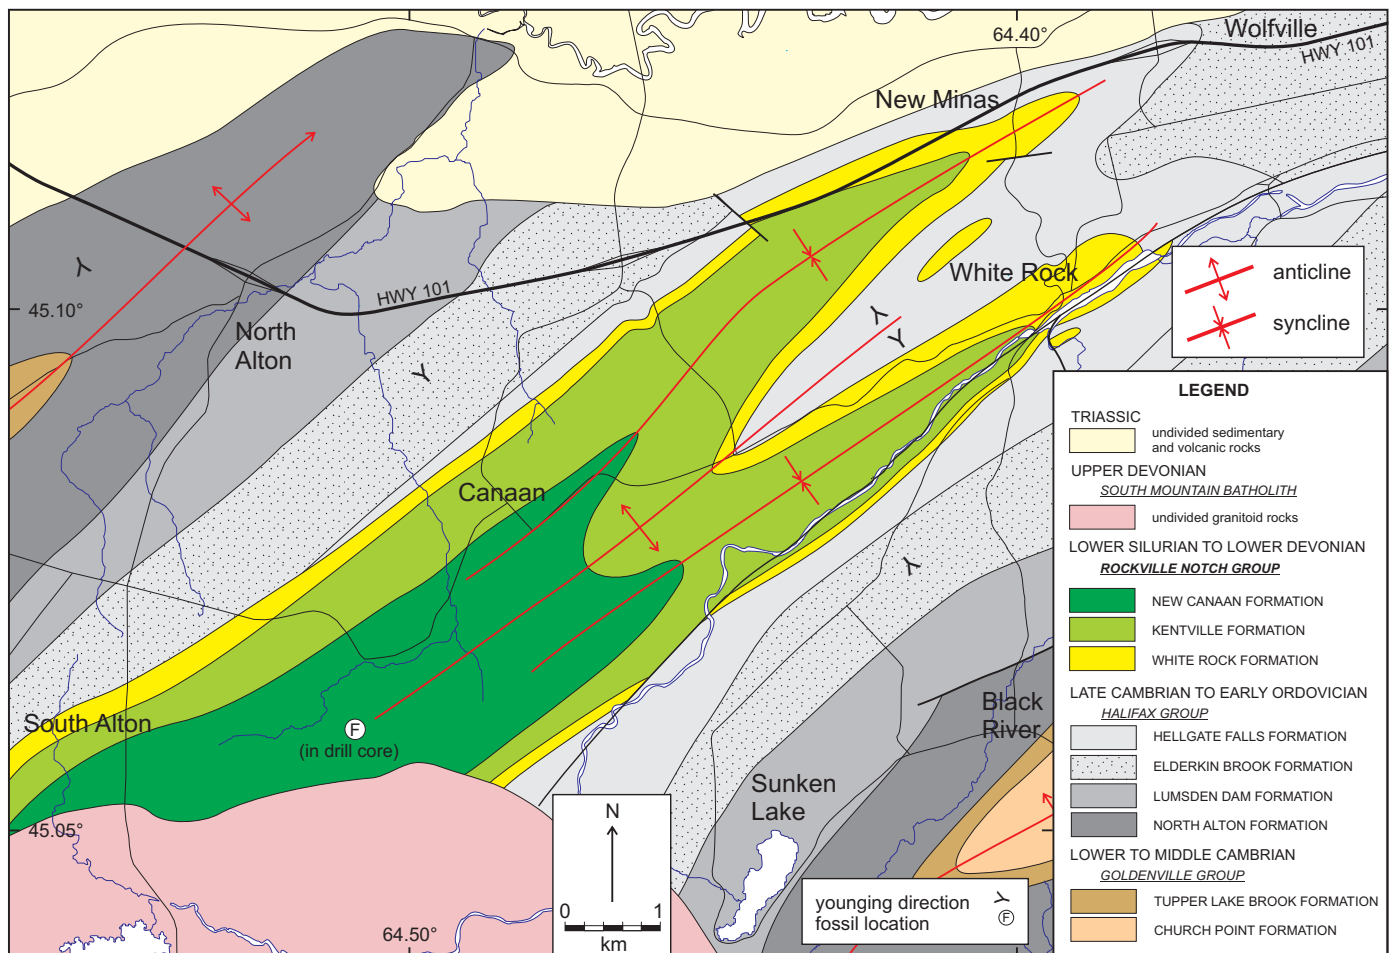 Wolfville
64.40°
HWY 101
New Minas
White Rock
anticline
syncline
45.10°
North
Alton
HWY 101
Y
Y
Y
Y
Y
Canaan
South Alton
F
(in drill core)
Black
River
Sunken
Lake
45.05°
64.50°
N
0 1
km
younging direction Y
fossil location F
LEGEND
TRIASSIC
undivided sedimentary
and volcanic rocks
UPPER DEVONIAN
SOUTH MOUNTAIN BATHOLITH
undivided granitoid rocks
LOWER SILURIAN TO LOWER DEVONIAN
ROCKVILLE NOTCH GROUP
NEW CANAAN FORMATION
KENTVILLE FORMATION
WHITE ROCK FORMATION
LATE CAMBRIAN TO EARLY ORDOVICIAN
HALIFAX GROUP
HELLGATE FALLS FORMATION
ELDERKIN BROOK FORMATION
LUMSDEN DAM FORMATION
NORTH ALTON FORMATION
LOWER TO MIDDLE CAMBRIAN
GOLDENVILLE GROUP
TUPPER LAKE BROOK FORMATION
CHURCH POINT FORMATION